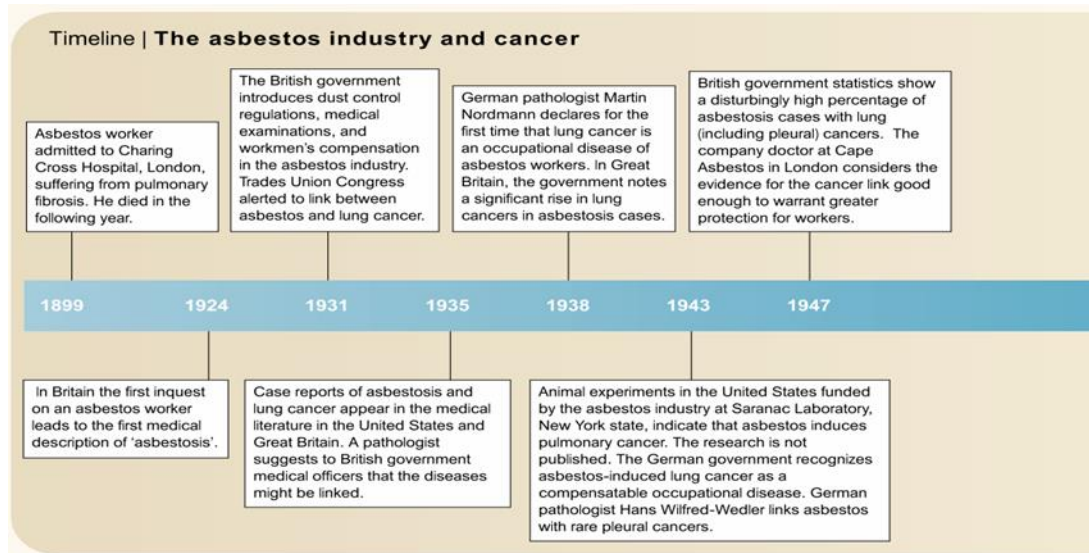 Timeline | The asbestos industry and cancer
Asbestos worker
admitted to Charing
Cross Hospital, London,
suffering from pulmonary
fibrosis. He died in the
following year.
The British government
introduces dust control
regulations, medical
examinations, and
workmen's compensation
in the asbestos industry.
Trades Union Congress
alerted to link between
asbestos and lung cancer.
German pathologist Martin
Nordmann declares for the
first time that lung cancer is
an occupational disease of
asbestos workers. In Great
Britain, the government notes
a significant rise in lung
cancers in asbestosis cases.
British government statistics show
a disturbingly high percentage of
asbestosis cases with lung
(including pleural) cancers. The
company doctor at Cape
Asbestos in London considers the
evidence for the cancer link good
enough to warrant greater
protection for workers.
1899 1924 1931 1935 1938 1943 1947
In Britain the first inquest
on an asbestos worker
leads to the first medical
description of 'asbestosis'.
Case reports of asbestosis and
lung cancer appear in the medical
literature in the United States and
Great Britain. A pathologist
suggests to British government
medical officers that the diseases
might be linked.
Animal experiments in the United States funded
by the asbestos industry at Saranac Laboratory,
New York state, indicate that asbestos induces
pulmonary cancer. The research is not
published. The German government recognizes
asbestos-induced lung cancer as a
compensatable occupational disease. German
pathologist Hans Wilfred-Wedler links asbestos
with rare pleural cancers.